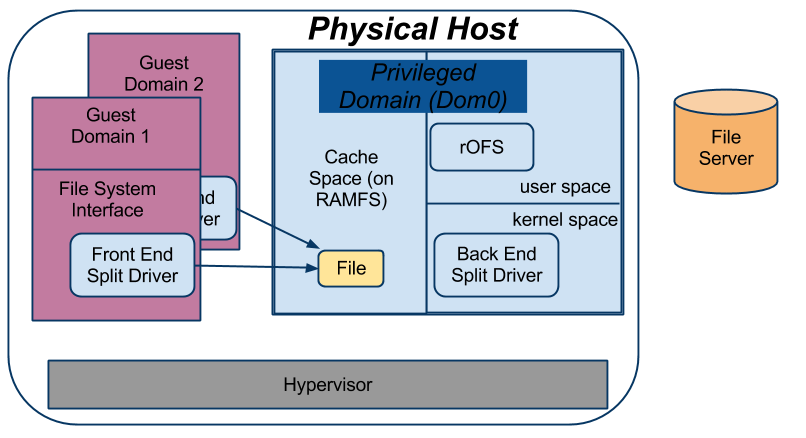 Physical Host
Guest
Domain 2
Guest
Domain 1
File System
Interface
Front End
Split Driver
Privileged
Domain (Dom0)
Cache
Space (on
RAMFS)
File
rOFS
user space
kernel space
Back End
Split Driver
File
Server
Hypervisor